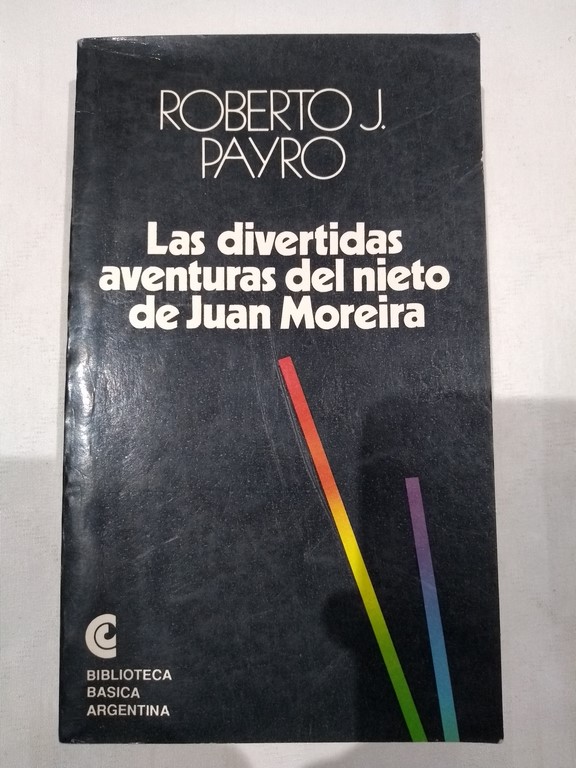 ROBERTO J.
PAYRO
Las divertidas
aventuras del nieto
de Juan Moreira
BIBLIOTECA
BASICA
ARGENTINA